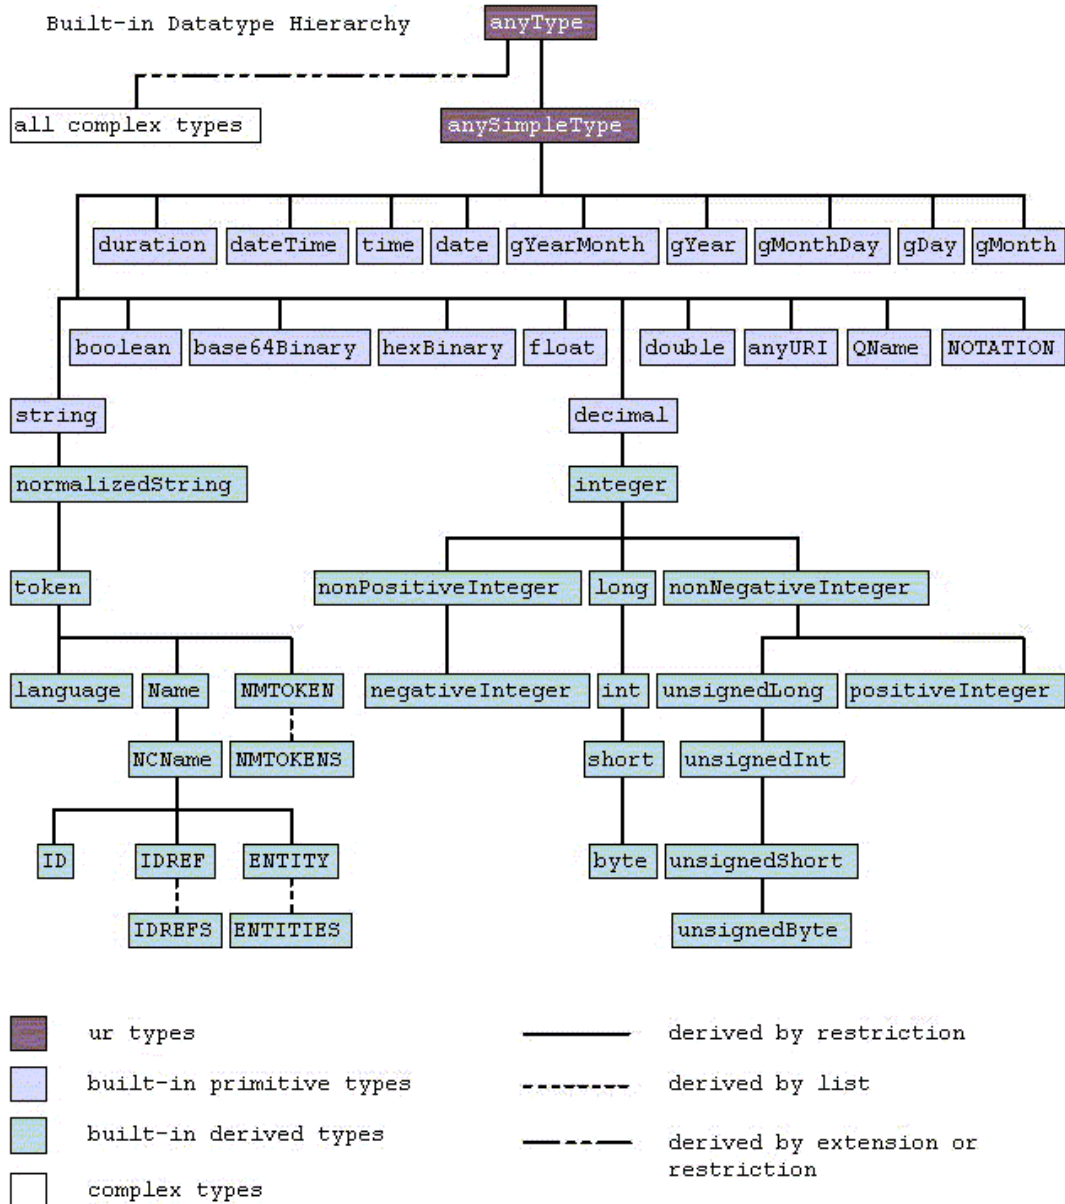 Built-in Datatype Hierarchy anyType
all complex types anySimpleType
duration dateTime time date gYearMonth gYear gMonthDay gDay gMonth
boolean base64Binary hexBinary float double anyURI QName NOTATION
string decimal
normalizedString integer
token nonPositiveInteger long nonNegativeInteger
language Name NMTOKEN negativeInteger int unsignedLong positiveInteger
NCName NMTOKENS short unsignedInt
ID IDREF ENTITY byte unsignedShort
IDREFS ENTITIES unsignedByte
ur types derived by restriction
built-in primitive types derived by list
built-in derived types derived by extension or
restriction
complex types